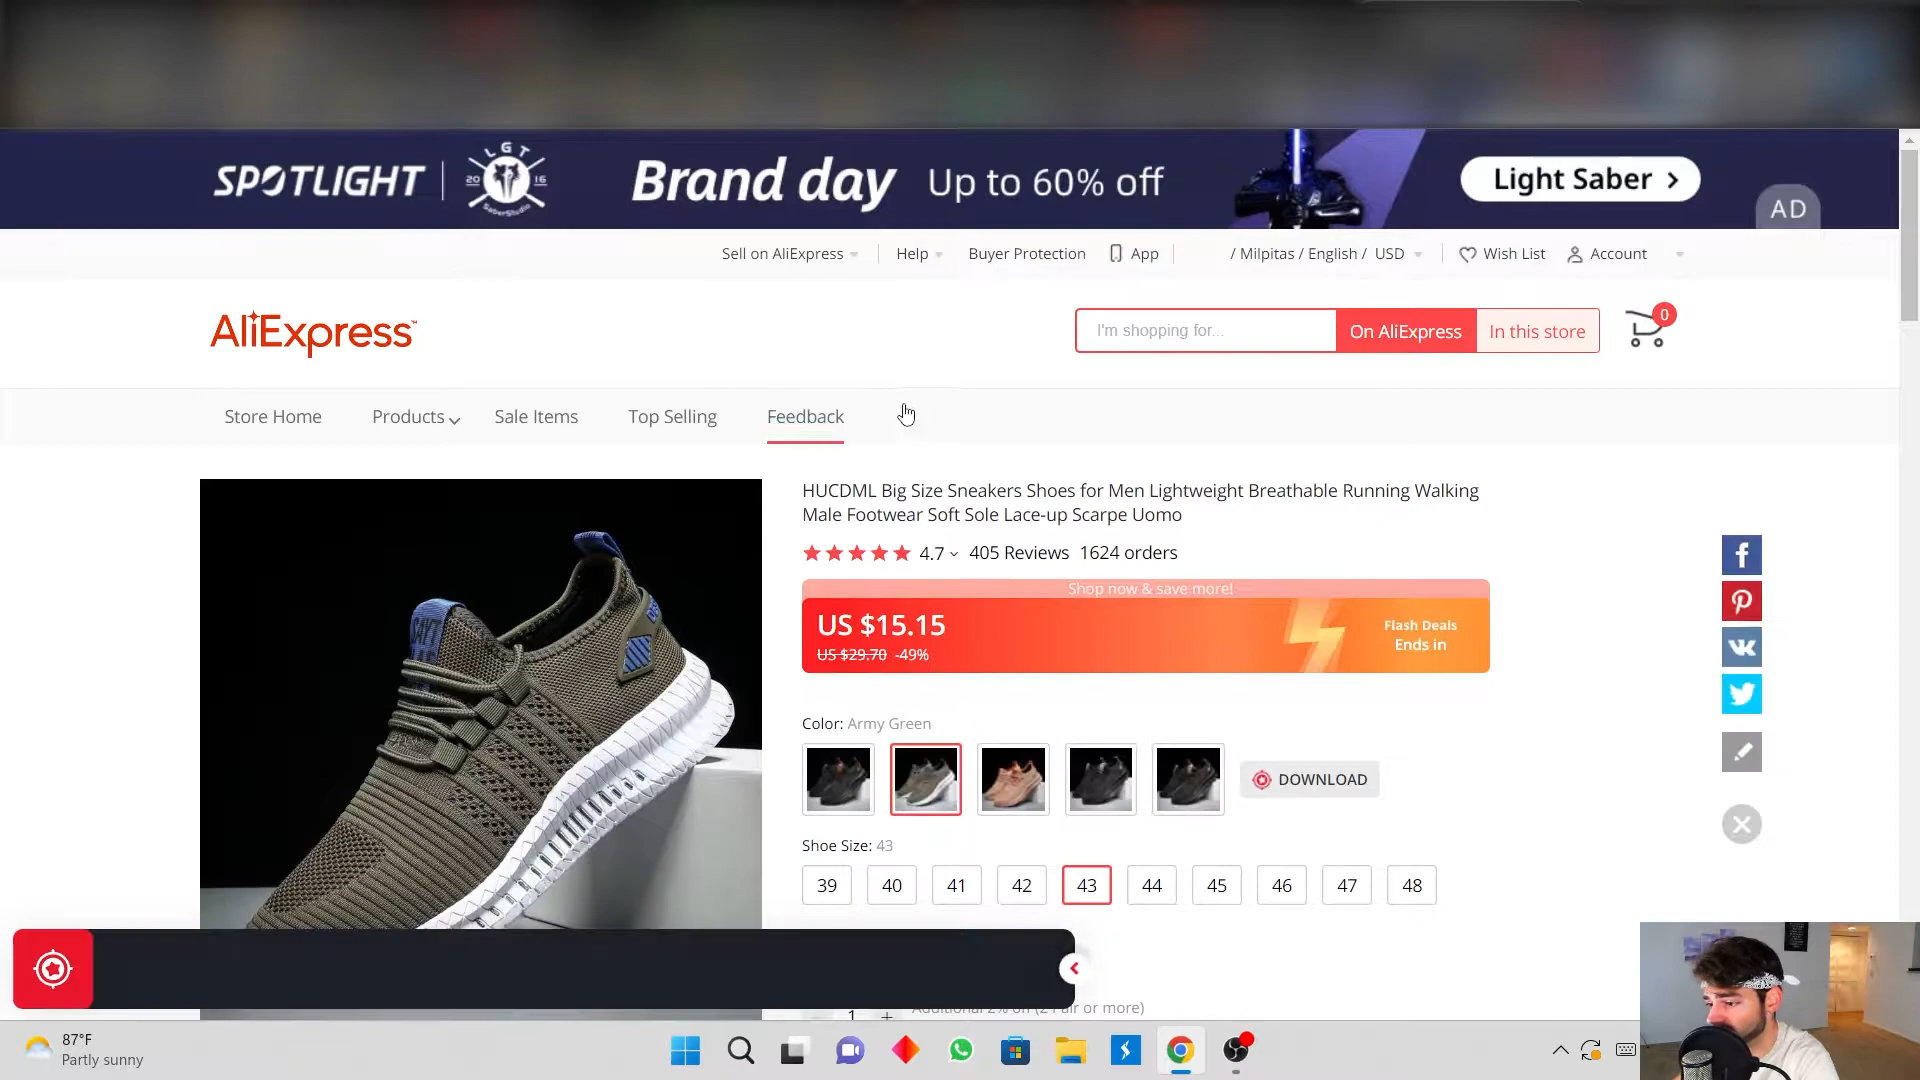 SPOTLIGHT
LGT
20 16
SaberStudio
Brand day Up to 60% off
Light Saber >
AD
Sell on AliExpress
Help
Buyer Protection
App
/ Milpitas / English / USD
Wish List
Account
AliExpress™
I'm shopping for...
On AliExpress
In this store
0
Store Home
Products
Sale Items
Top Selling
Feedback
HUCDML Big Size Sneakers Shoes for Men Lightweight Breathable Running Walking
Male Footwear Soft Sole Lace-up Scarpe Uomo
4.7
405 Reviews
1624 orders
Shop now & save more!
US $15.15
US $29.70 -49%
Flash Deals
Ends in
Color: Army Green
DOWNLOAD
Shoe Size: 43
39 40 41 42 43 44 45 46 47 48
1 +
87°F
Partly sunny